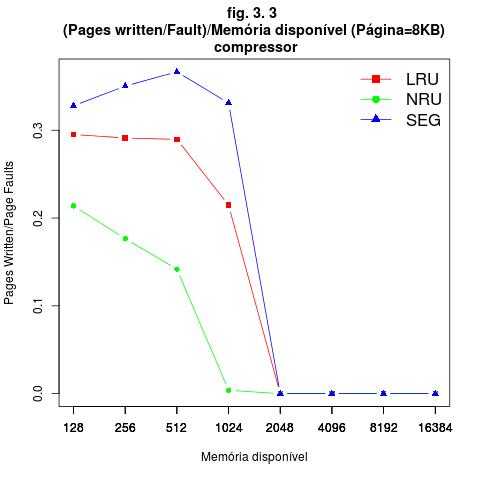 fig. 3. 3
(Pages written/Fault)/Memória disponível (Página=8KB)
compressor
LRU
NRU
SEG
Pages Written/Page Faults
0.3
0.2
0.1
0.0
128 256 512 1024 2048 4096 8192 16384
Memória disponível